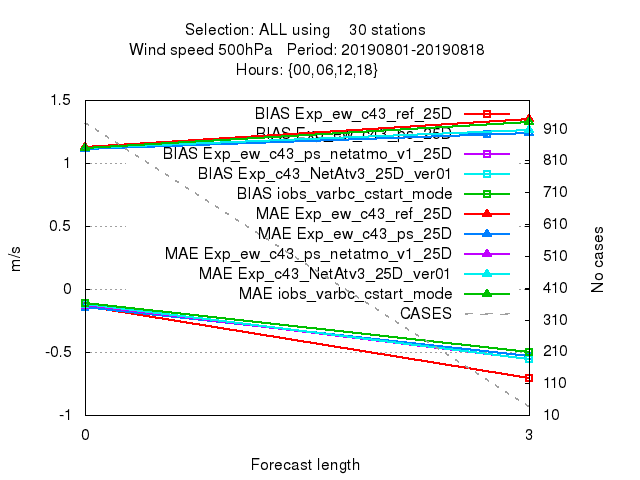 Selection: ALL using 30 stations
Wind speed 500hPa Period: 20190801-20190818
Hours: {00,06,12,18}
1.5
1
0.5
0
-0.5
-1
m/s
BIAS Exp_ew_c43_ref_25D
BIAS Exp_ew_c43_ps_25D
BIAS Exp_ew_c43_ps_netatmo_v1_25D
BIAS Exp_c43_NetAtv3_25D_ver01
BIAS iobs_varbc_cstart_mode
MAE Exp_ew_c43_ref_25D
MAE Exp_ew_c43_ps_25D
MAE Exp_ew_c43_ps_netatmo_v1_25D
MAE Exp_c43_NetAtv3_25D_ver01
MAE iobs_varbc_cstart_mode
CASES
910
810
710
610
510
410
310
210
110
10
No cases
0 3
Forecast length